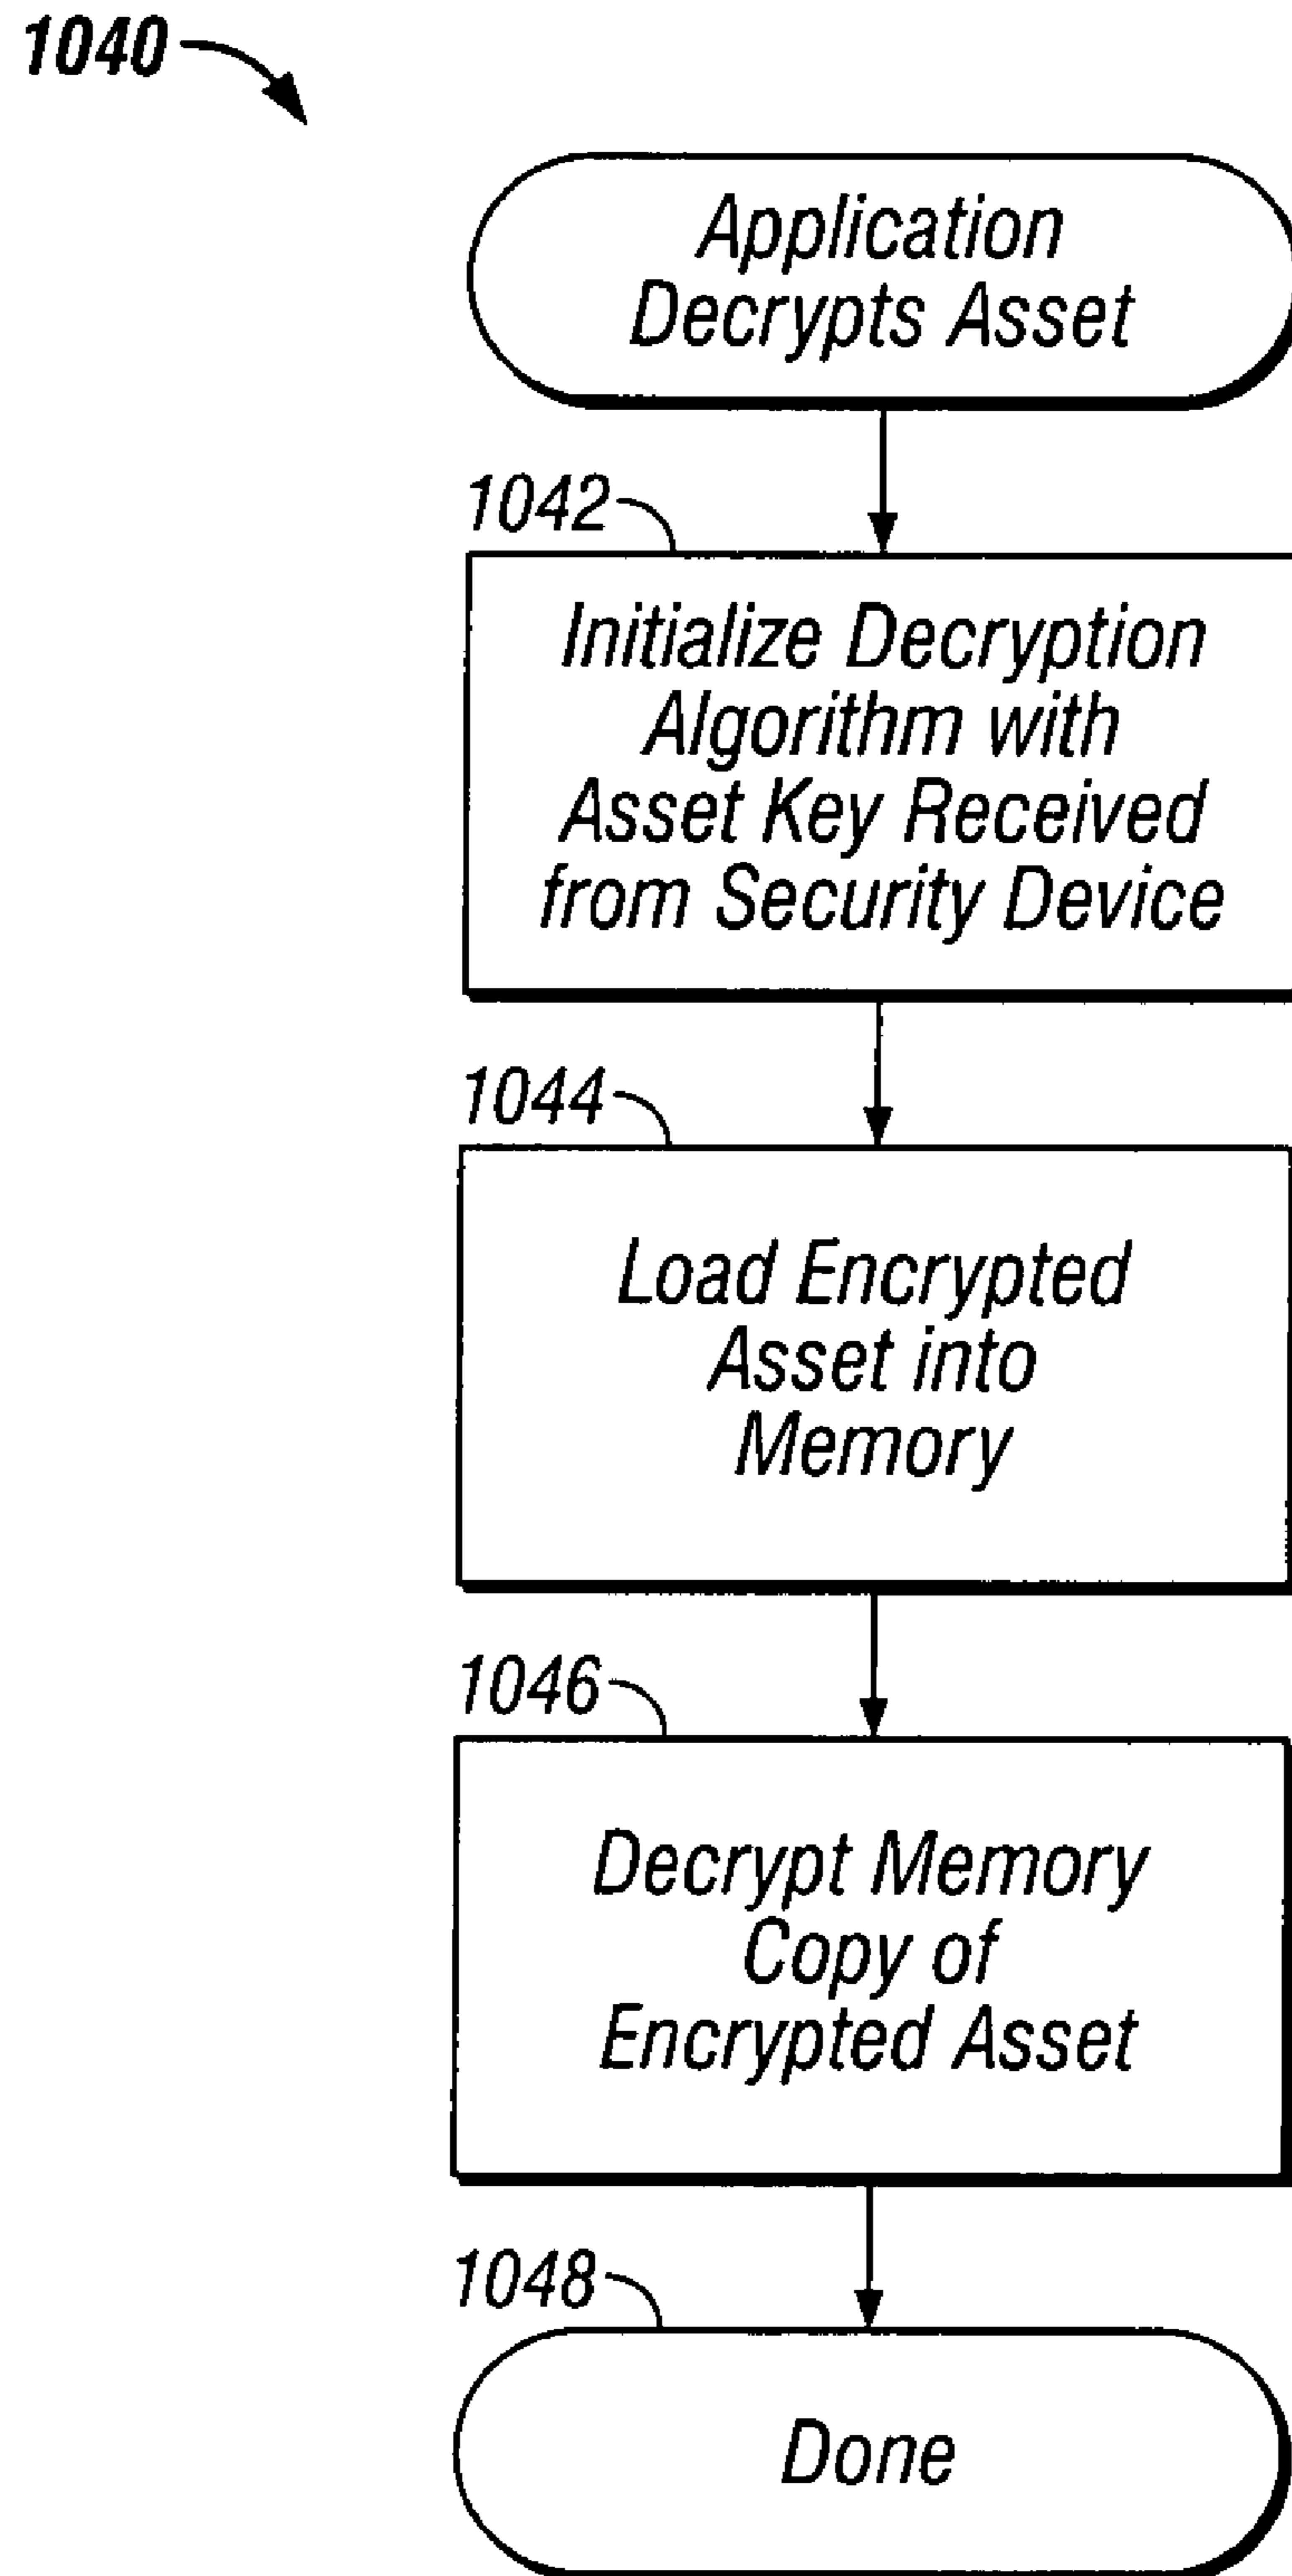 1040
Application
Decrypts Asset
1042
Initialize Decryption
Algorithm with
Asset Key Received
from Security Device
1044
Load Encrypted
Asset into
Memory
1046
Decrypt Memory
Copy of
Encrypted Asset
1048
Done